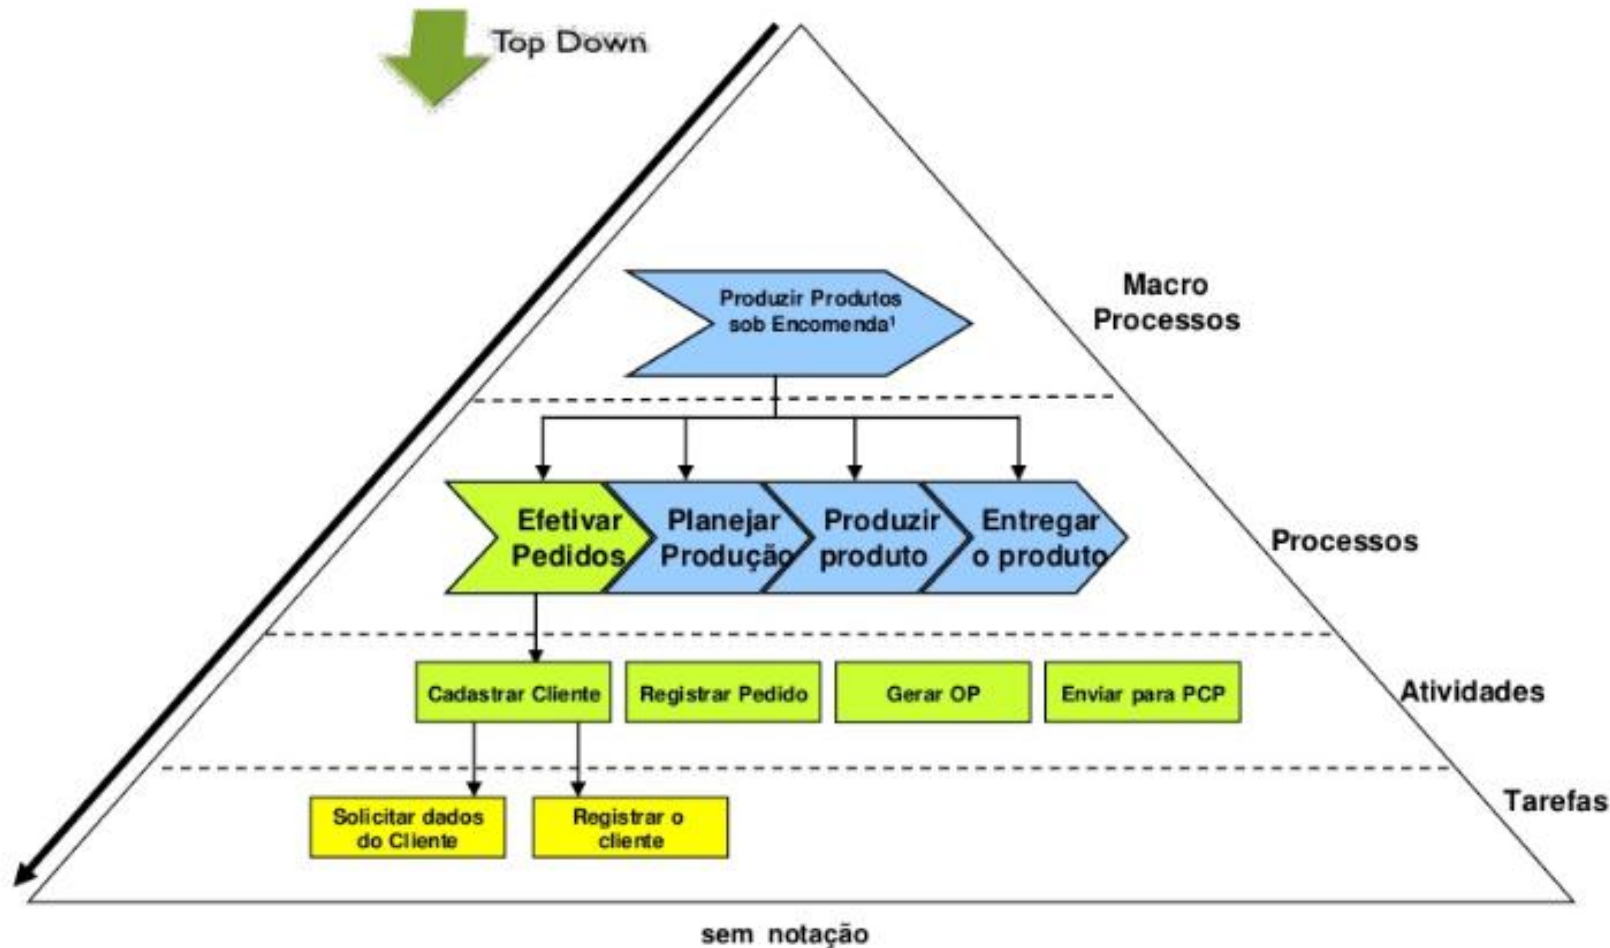 Top Down
Produzir Produtos
sob Encomenda¹
Macro
Processos
Efetivar
Pedidos
Planejar
Produção
Produzir
produto
Entregar
o produto
Processos
Cadastrar Cliente
Registrar Pedido
Gerar OP
Enviar para PCP
Atividades
Solicitar dados
do Cliente
Registrar o
cliente
Tarefas
sem notação